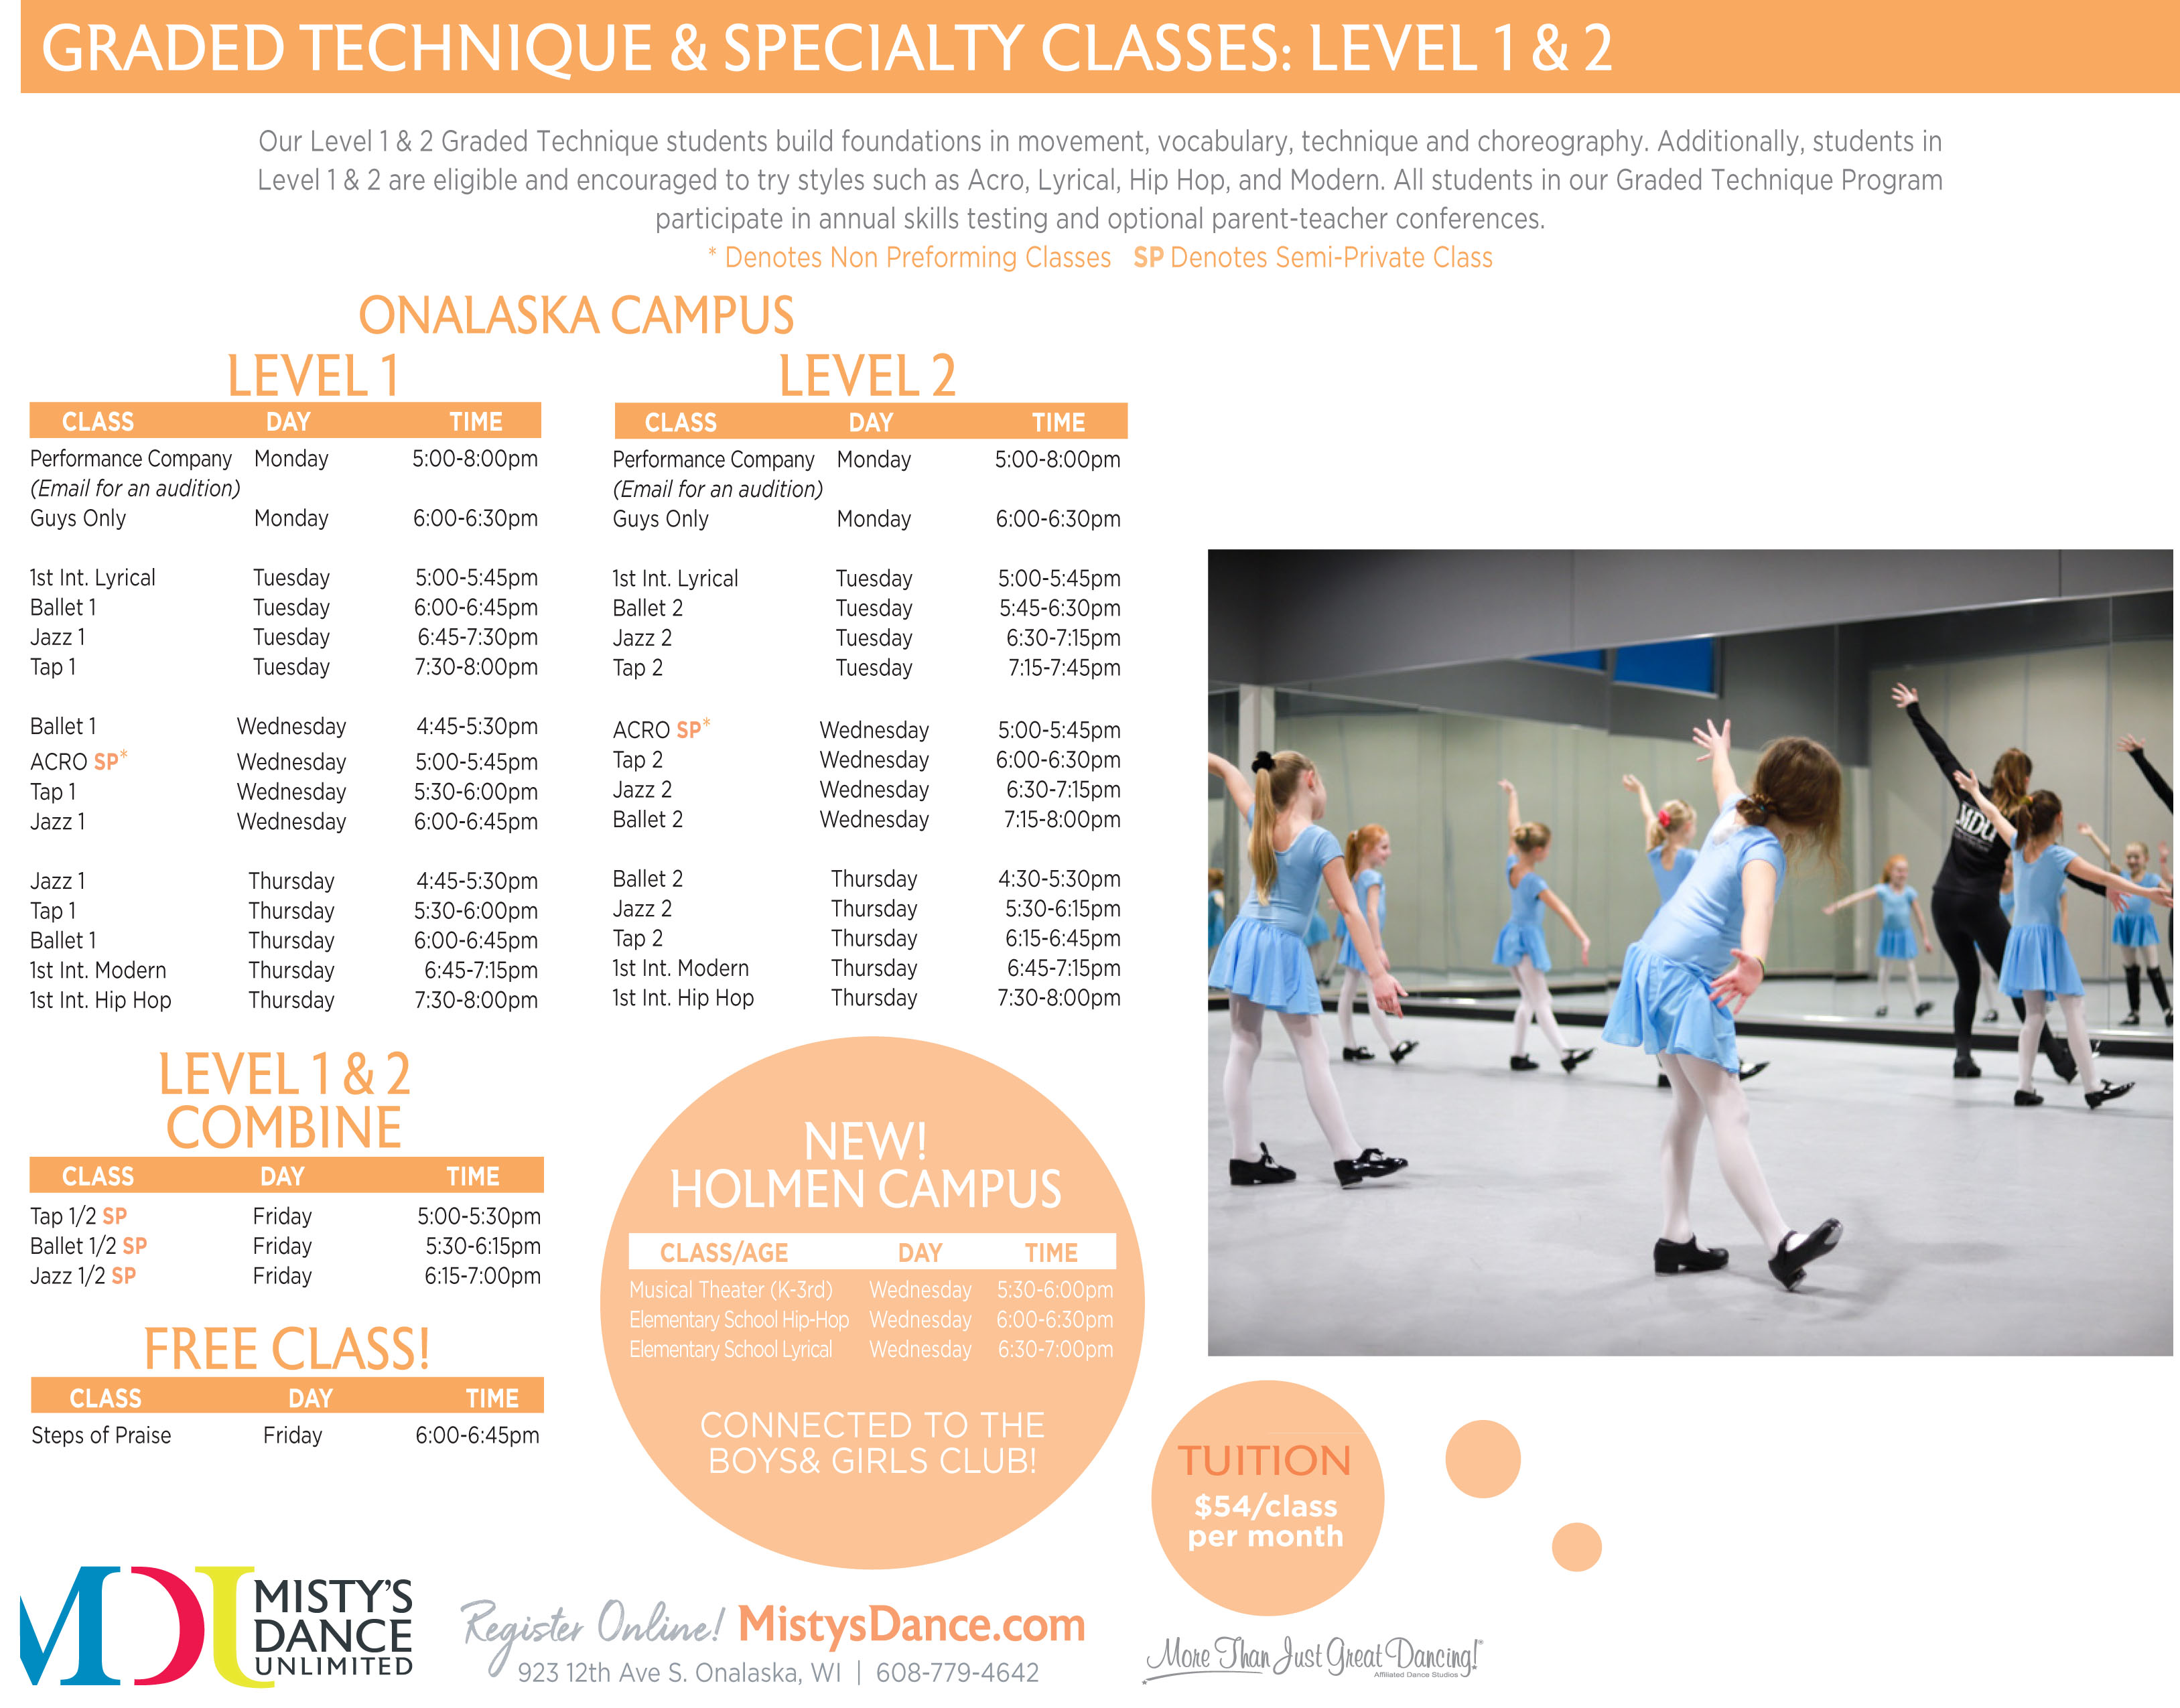 GRADED TECHNIQUE & SPECIALTY CLASSES: LEVEL 1 & 2
Our Level 1 & 2 Graded Technique students build foundations in movement, vocabulary, technique and choreography. Additionally, students in
Level 1 & 2 are eligible and encouraged to try styles such as Acro, Lyrical, Hip Hop, and Modern. All students in our Graded Technique Program
participate in annual skills testing and optional parent-teacher conferences.
* Denotes Non Preforming Classes SP Denotes Semi-Private Class
ONALASKA CAMPUS
LEVEL 1
CLASS DAY TIME
Performance Company Monday 5:00-8:00pm
(Email for an audition)
Guys Only Monday 6:00-6:30pm
1st Int. Lyrical Tuesday 5:00-5:45pm
Ballet 1 Tuesday 6:00-6:45pm
Jazz 1 Tuesday 6:45-7:30pm
Tap 1 Tuesday 7:30-8:00pm
Ballet 1 Wednesday 4:45-5:30pm
ACRO SP* Wednesday 5:00-5:45pm
Tap 1 Wednesday 5:30-6:00pm
Jazz 1 Wednesday 6:00-6:45pm
Jazz 1 Thursday 4:45-5:30pm
Tap 1 Thursday 5:30-6:00pm
Ballet 1 Thursday 6:00-6:45pm
1st Int. Modern Thursday 6:45-7:15pm
1st Int. Hip Hop Thursday 7:30-8:00pm
LEVEL 2
CLASS DAY TIME
Performance Company Monday 5:00-8:00pm
(Email for an audition)
Guys Only Monday 6:00-6:30pm
1st Int. Lyrical Tuesday 5:00-5:45pm
Ballet 2 Tuesday 5:45-6:30pm
Jazz 2 Tuesday 6:30-7:15pm
Tap 2 Tuesday 7:15-7:45pm
ACRO SP* Wednesday 5:00-5:45pm
Tap 2 Wednesday 6:00-6:30pm
Jazz 2 Wednesday 6:30-7:15pm
Ballet 2 Wednesday 7:15-8:00pm
Ballet 2 Thursday 4:30-5:30pm
Jazz 2 Thursday 5:30-6:15pm
Tap 2 Thursday 6:15-6:45pm
1st Int. Modern Thursday 6:45-7:15pm
1st Int. Hip Hop Thursday 7:30-8:00pm
LEVEL 1 & 2
COMBINE
CLASS DAY TIME
Tap 1/2 SP Friday 5:00-5:30pm
Ballet 1/2 SP Friday 5:30-6:15pm
Jazz 1/2 SP Friday 6:15-7:00pm
FREE CLASS!
CLASS DAY TIME
Steps of Praise Friday 6:00-6:45pm
NEW!
HOLMEN CAMPUS
CLASS/AGE DAY TIME
Musical Theater (K-3rd) Wednesday 5:30-6:00pm
Elementary School Hip-Hop Wednesday 6:00-6:30pm
Elementary School Lyrical Wednesday 6:30-7:00pm
CONNECTED TO THE
BOYS& GIRLS CLUB!
MDU
TUITION
$54/class
per month
MDU
MISTY'S
DANCE
UNLIMITED
Register Online! MistysDance.com
923 12th Ave S. Onalaska, WI | 608-779-4642
More Than Just Great Dancing!®
Affiliated Dance Studios